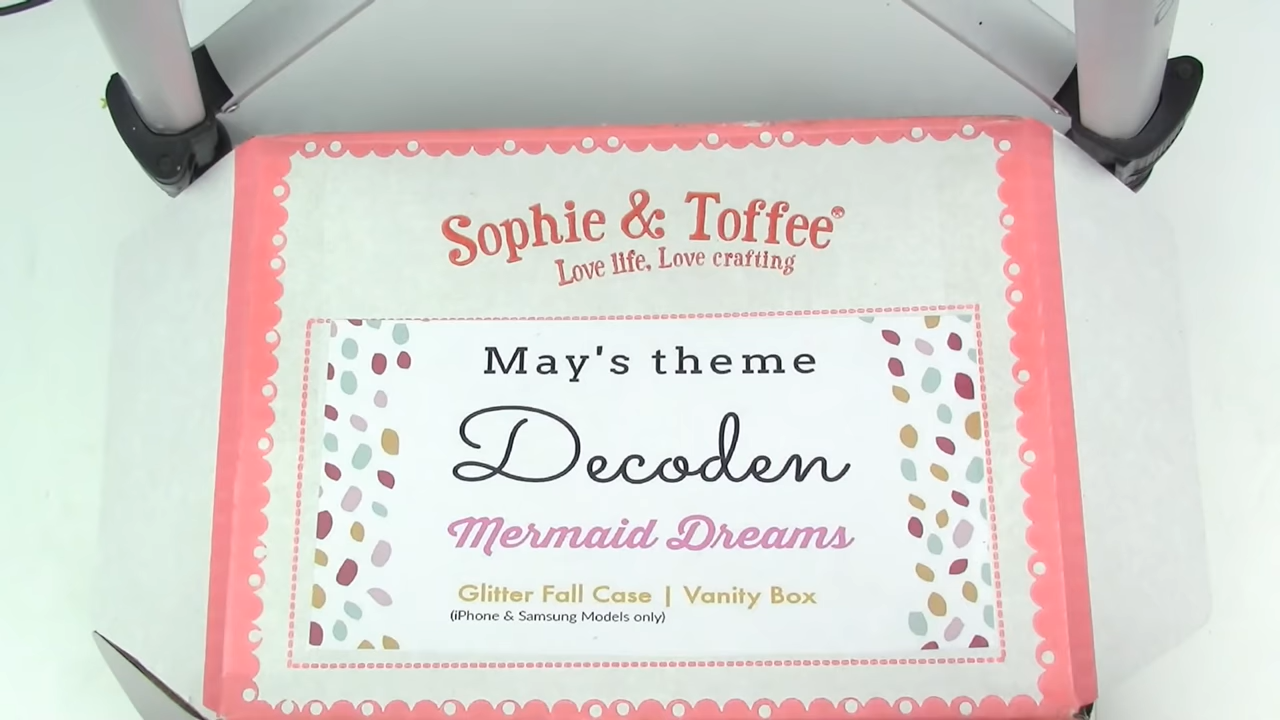 Sophie & Toffee®
Love life, Love crafting
May's theme
Decoden
Mermaid Dreams
Glitter Fall Case | Vanity Box
(iPhone & Samsung Models only)